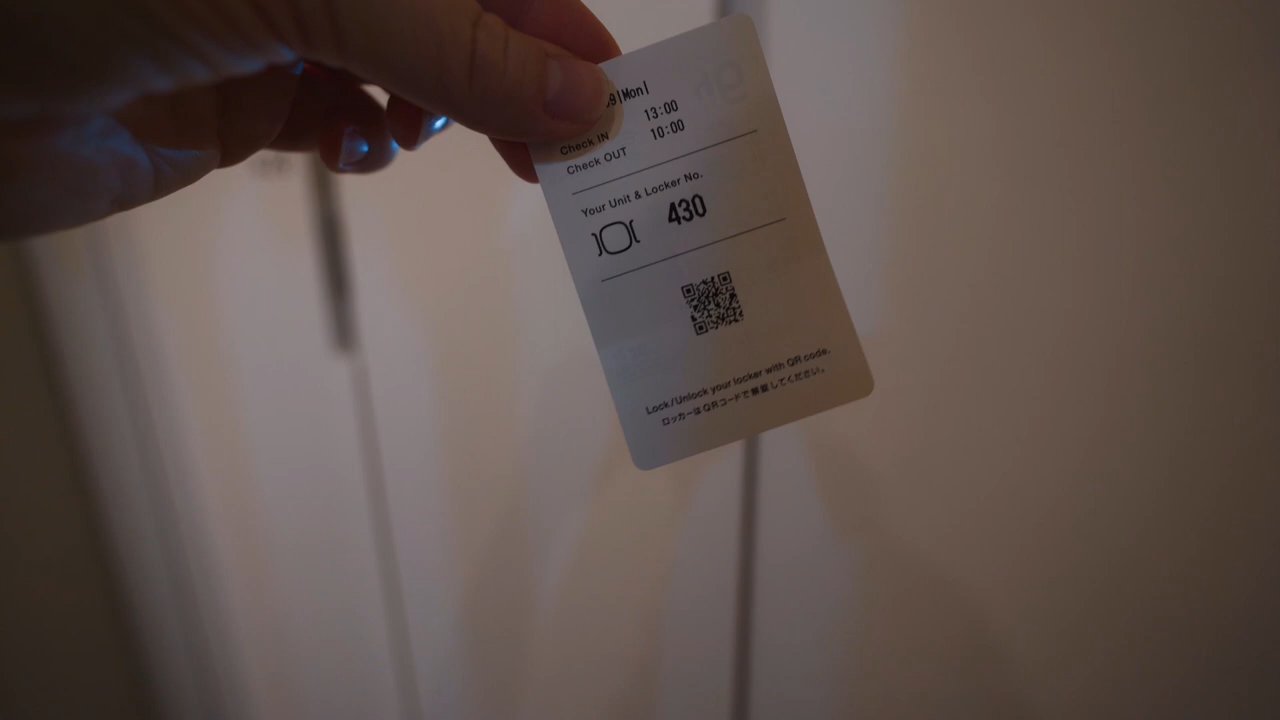 9|Mon|
Check IN 13:00
Check OUT 10:00
Your Unit & Locker No.
430
Lock/Unlock your locker with QR code.
ロッカーはQRコードで解錠してください。